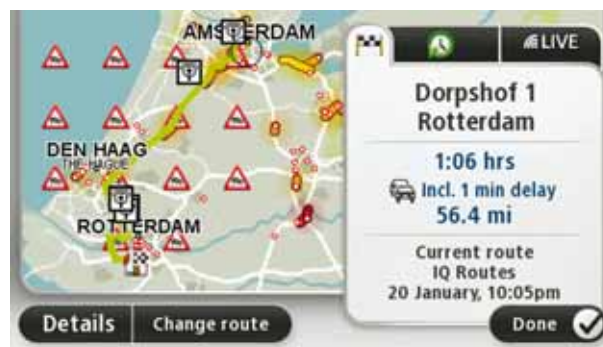 AMSTERDAM
DEN HAAG
THE HAGUE
ROTTERDAM
LIVE
Dorpshof 1
Rotterdam
1:06 hrs
Incl. 1 min delay
56.4 mi
Current route
IQ Routes
20 January, 10:05pm
Details
Change route
Done